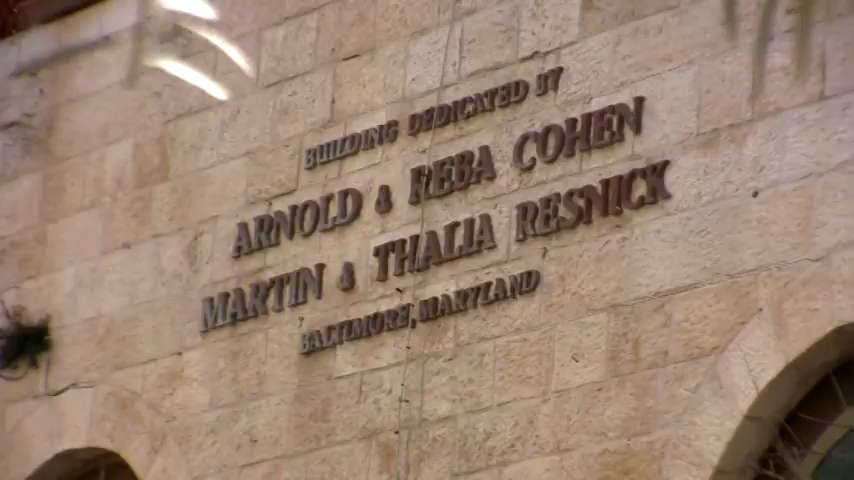 BUILDING DEDICATED BY
ARNOLD & REBA COHEN
MARTIN & THALIA RESNICK
BALTIMORE, MARYLAND